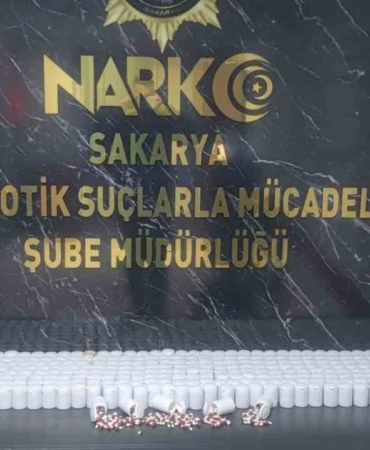 NARKO
SAKARYA
OTİK SUÇLARLA MÜCADEL
ŞUBE MÜDÜRLÜĞÜ